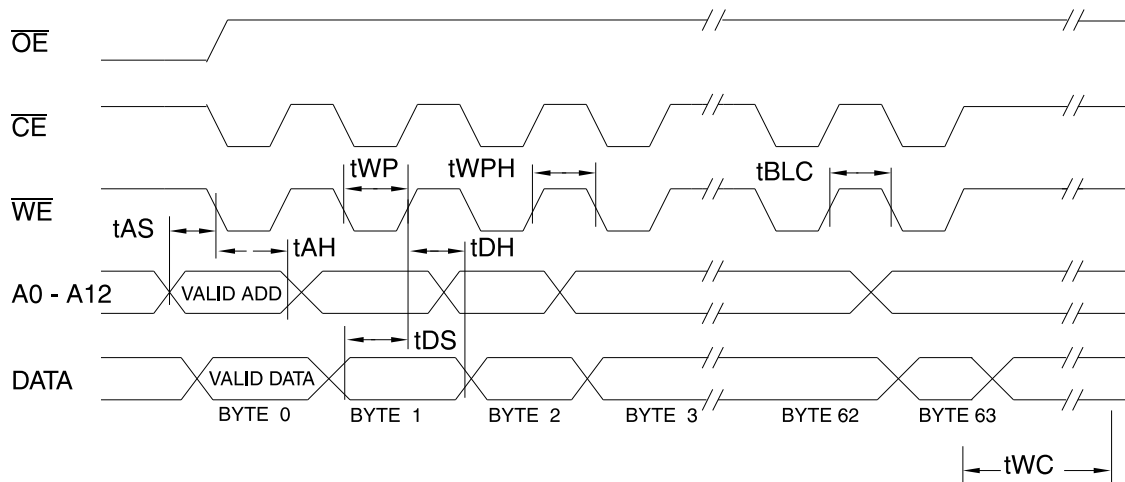 OE
CE
tWP
tWPH
tBLC
WE
tAS
tAH
tDH
A0 - A12
VALID ADD
tDS
DATA
VALID DATA
BYTE 0
BYTE 1
BYTE 2
BYTE 3
BYTE 62
BYTE 63
tWC